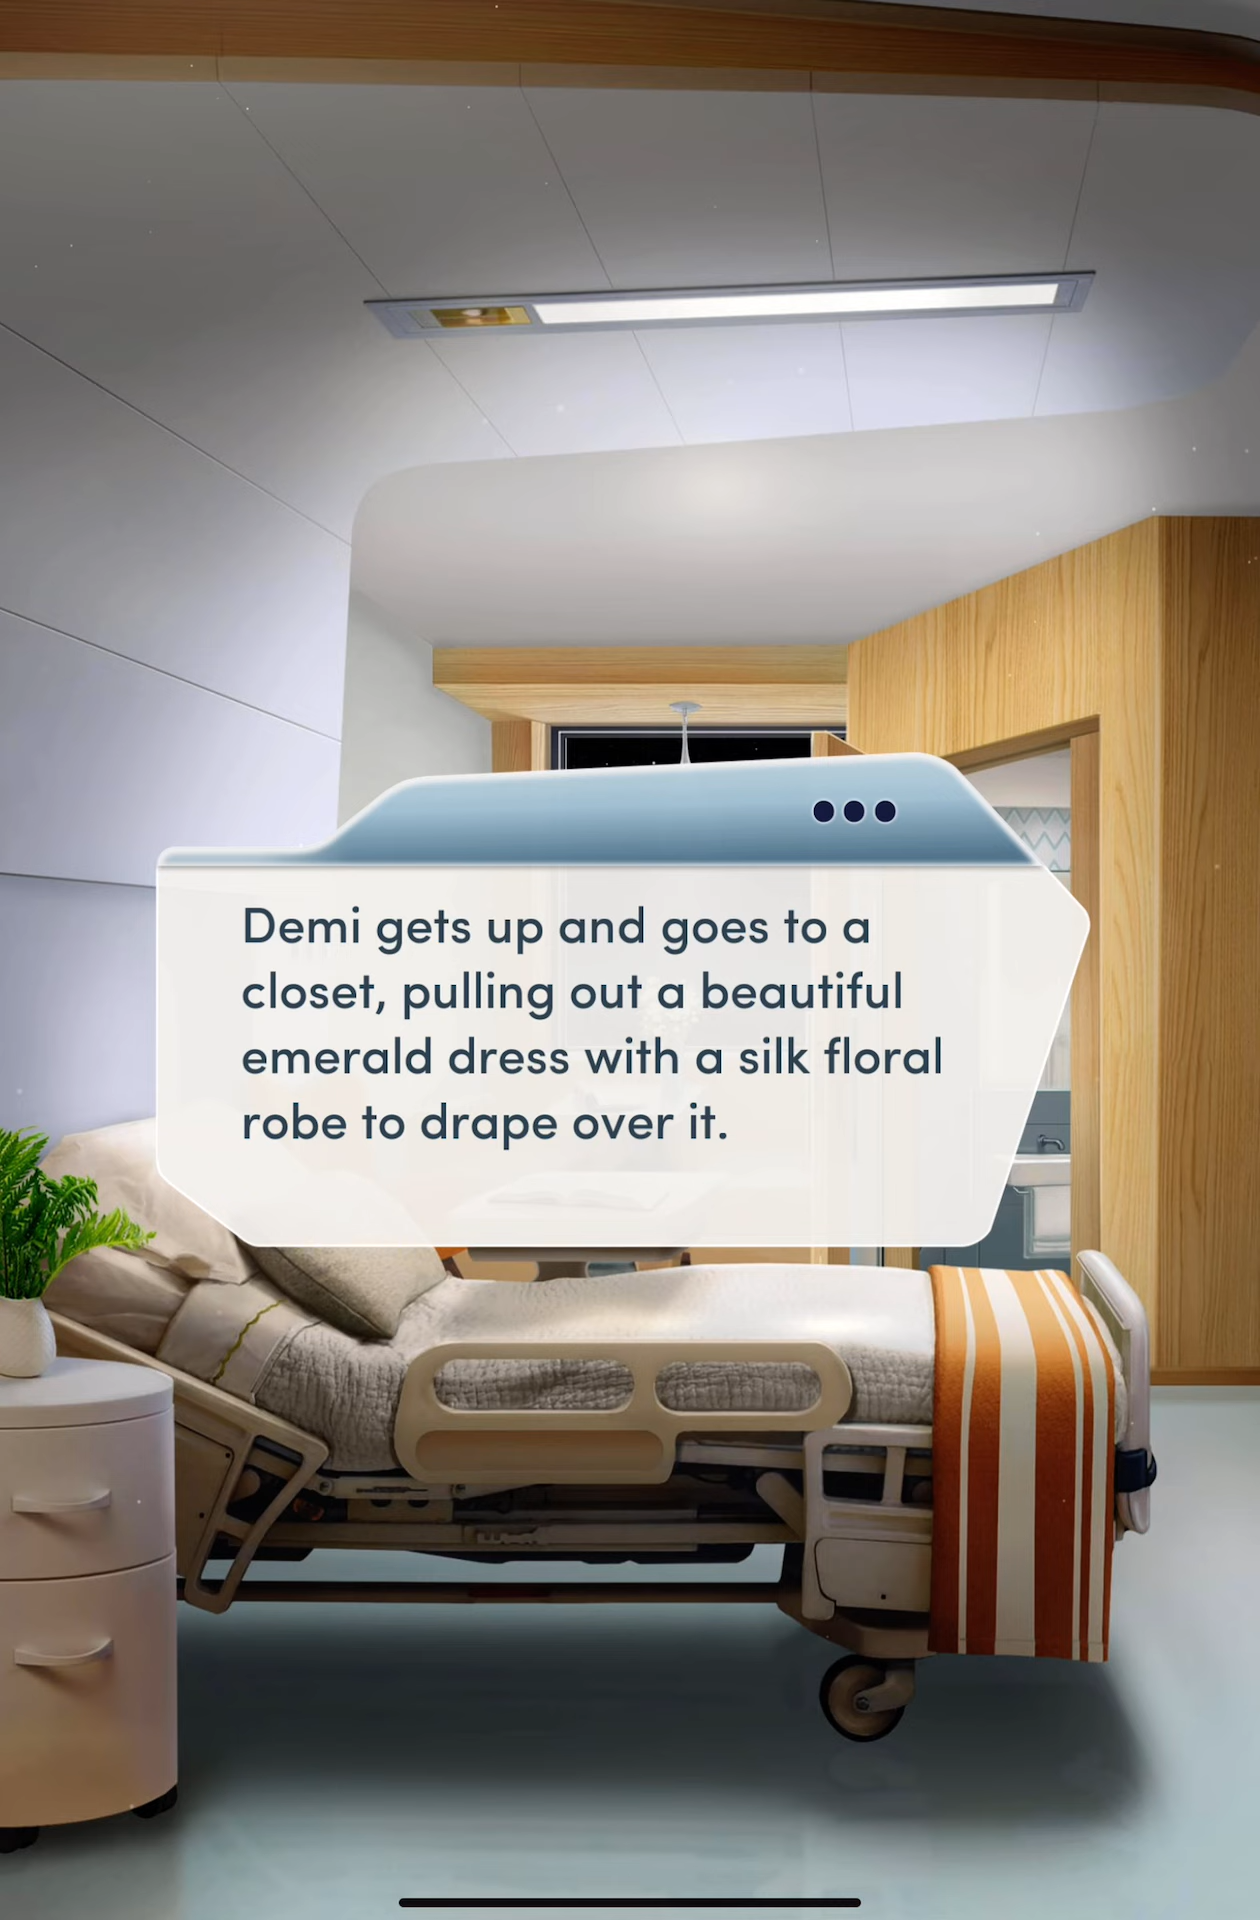 Demi gets up and goes to a
closet, pulling out a beautiful
emerald dress with a silk floral
robe to drape over it.